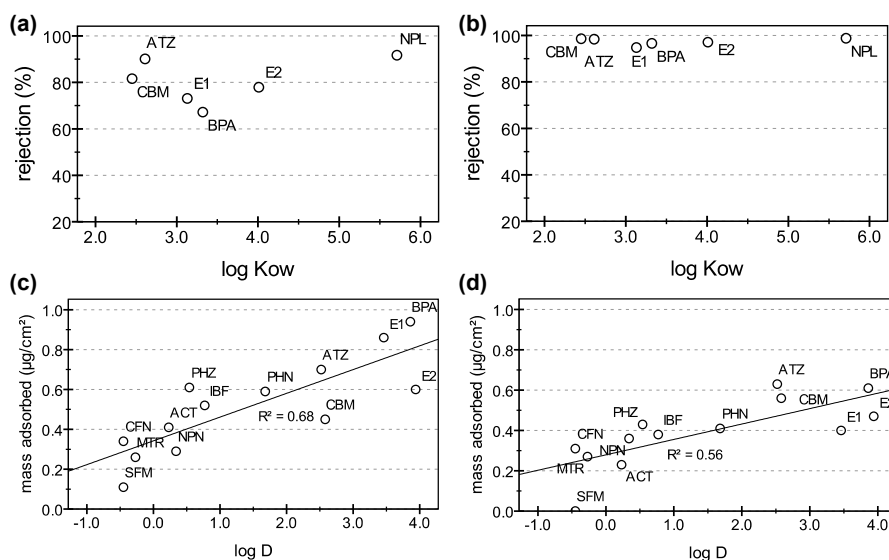 (a)
100
80
60
40
20
rejection (%)
ATZ
CBM
E1
BPA
E2
NPL
2.0 3.0 4.0 5.0 6.0
log Kow
(b)
100
80
60
40
20
rejection (%)
CBM
ATZ
E1
BPA
E2
NPL
2.0 3.0 4.0 5.0 6.0
log Kow
(c)
1.0
0.8
0.6
0.4
0.2
0.0
mass adsorbed (µg/cm²)
BPA
E1
ATZ
E2
PHZ
IBF
PHN
CBM
R² = 0.68
CFN
ACT
MTR
NPN
SFM
-1.0 0.0 1.0 2.0 3.0 4.0
log D
(d)
1.0
0.8
0.6
0.4
0.2
0.0
mass adsorbed (µg/cm²)
ATZ
BPA
CBM
E1
E2
PHZ
IBF
PHN
CFN
NPN
MTR
ACT
R² = 0.56
SFM
-1.0 0.0 1.0 2.0 3.0 4.0
log D